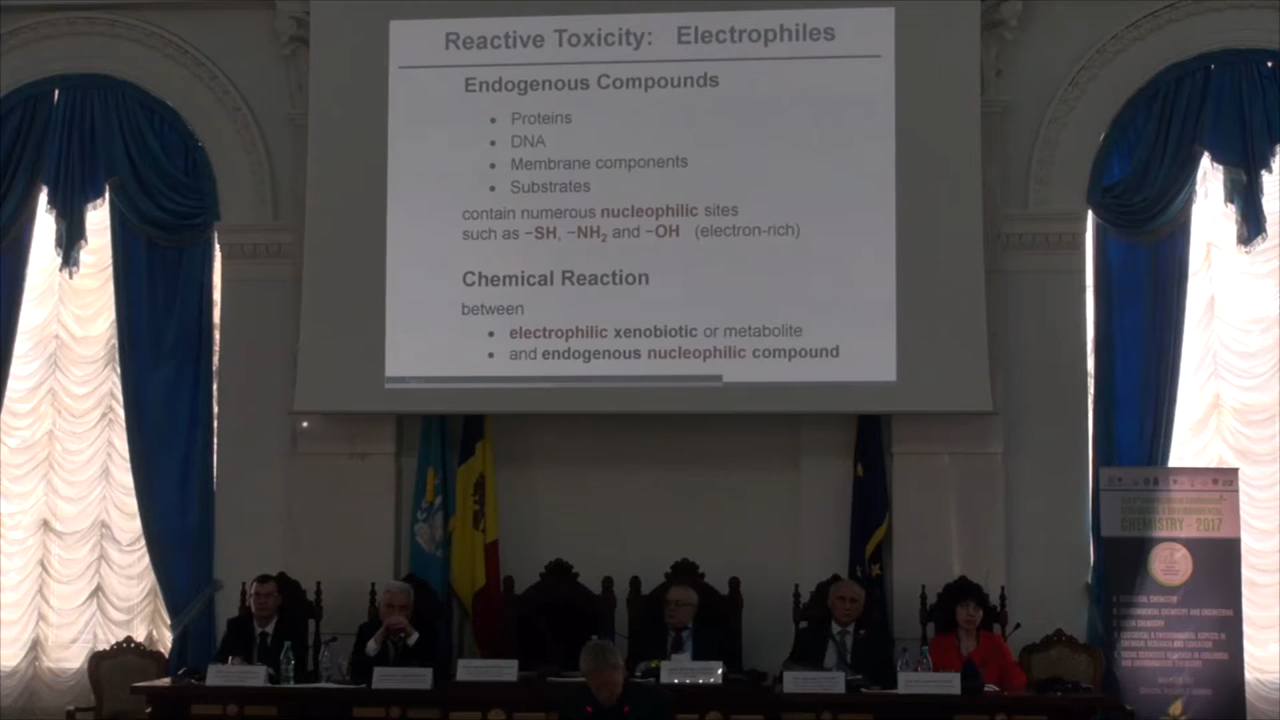 Reactive Toxicity: Electrophiles
Endogenous Compounds
• Proteins
• DNA
• Membrane components
• Substrates
contain numerous nucleophilic sites
such as –SH, –NH₂ and –OH (electron-rich)
Chemical Reaction
between
• electrophilic xenobiotic or metabolite
• and endogenous nucleophilic compound
CHEMISTRY - 2017